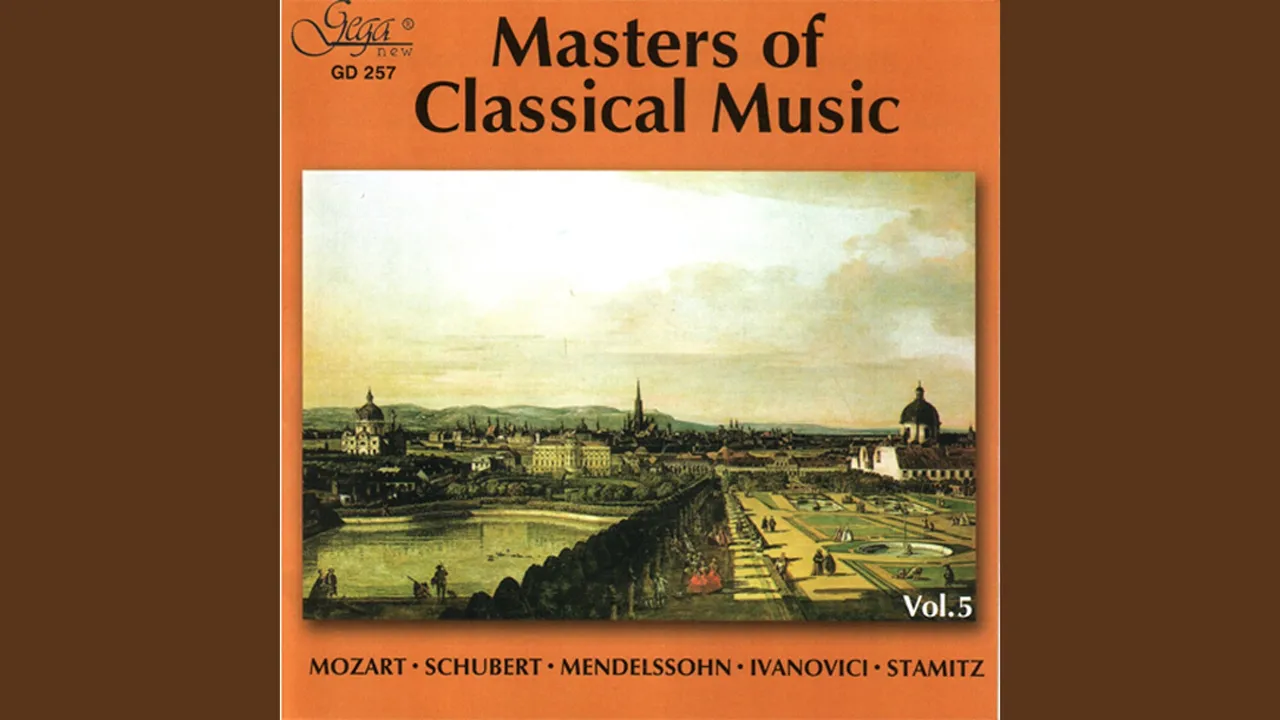 Gega ®
new
GD 257
Masters of
Classical Music
Vol.5
MOZART • SCHUBERT • MENDELSSOHN • IVANOVICI • STAMITZ